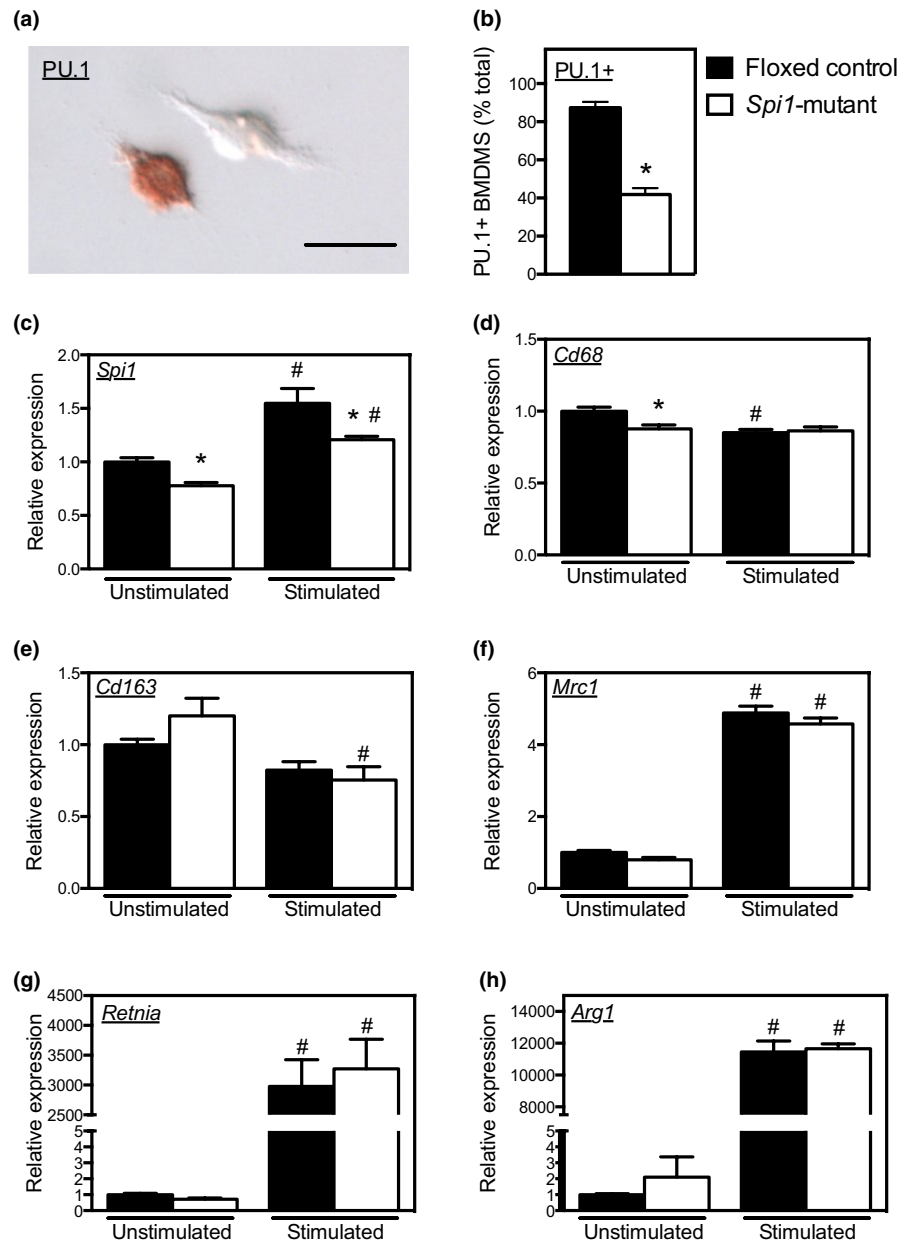 (a)
PU.1
(b)
PU.1+ BMDMS (% total)
PU.1+
100
80
60
40
20
0
*
Floxed control
Spi1-mutant
(c)
Relative expression
Spi1
2.0
1.5
1.0
0.5
0.0
*
#
* #
Unstimulated
Stimulated
(d)
Relative expression
Cd68
1.5
1.0
0.5
0.0
*
#
Unstimulated
Stimulated
(e)
Relative expression
Cd163
1.5
1.0
0.5
0.0
#
Unstimulated
Stimulated
(f)
Relative expression
Mrc1
6
4
2
0
#
#
Unstimulated
Stimulated
(g)
Relative expression
Retnia
4500
4000
3500
3000
2500
5
4
3
2
1
0
#
#
Unstimulated
Stimulated
(h)
Relative expression
Arg1
14000
12000
10000
8000
5
4
3
2
1
0
#
#
Unstimulated
Stimulated